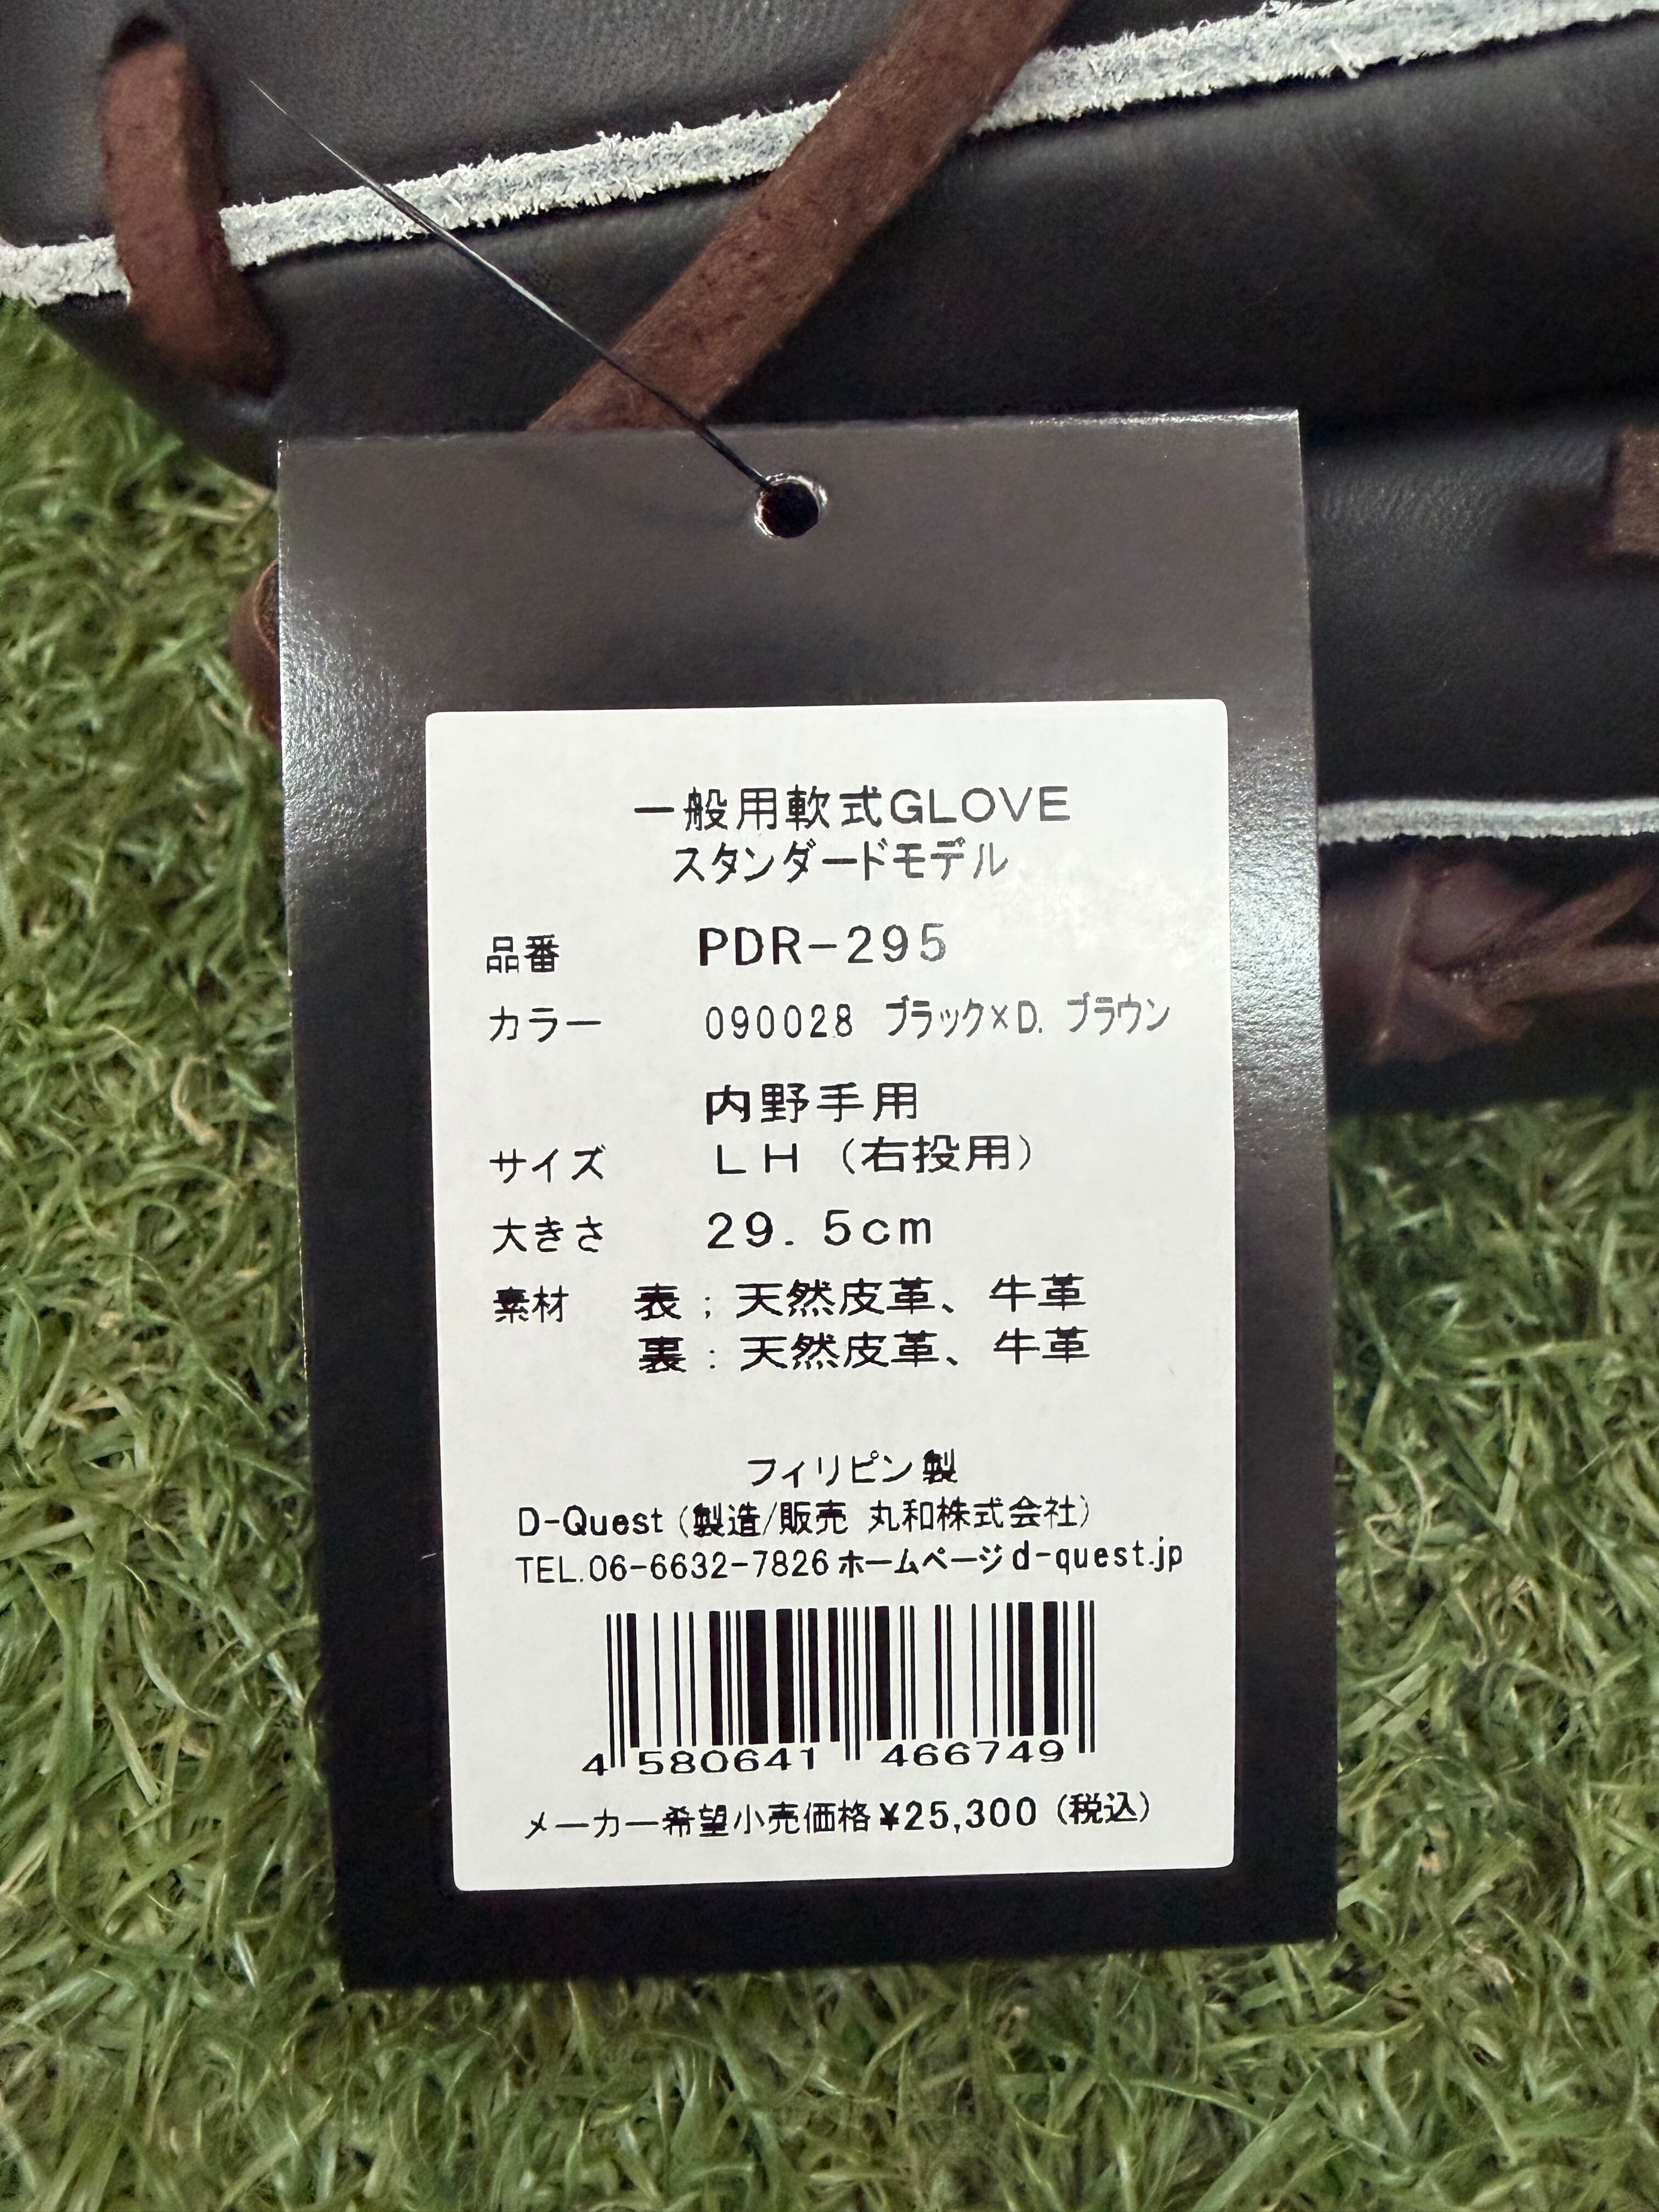 一般用軟式GLOVE
スタンダードモデル
品番 PDR-295
カラー 090028 ブラック×D. ブラウン
内野手用
サイズ LH（右投用）
大きさ 29.5cm
素材 表；天然皮革、牛革
裏：天然皮革、牛革
フィリピン製
D-Quest（製造/販売 丸和株式会社）
TEL.06-6632-7826ホームページd-quest.jp
4 580641 466749
メーカー希望小売価格¥25,300（税込）